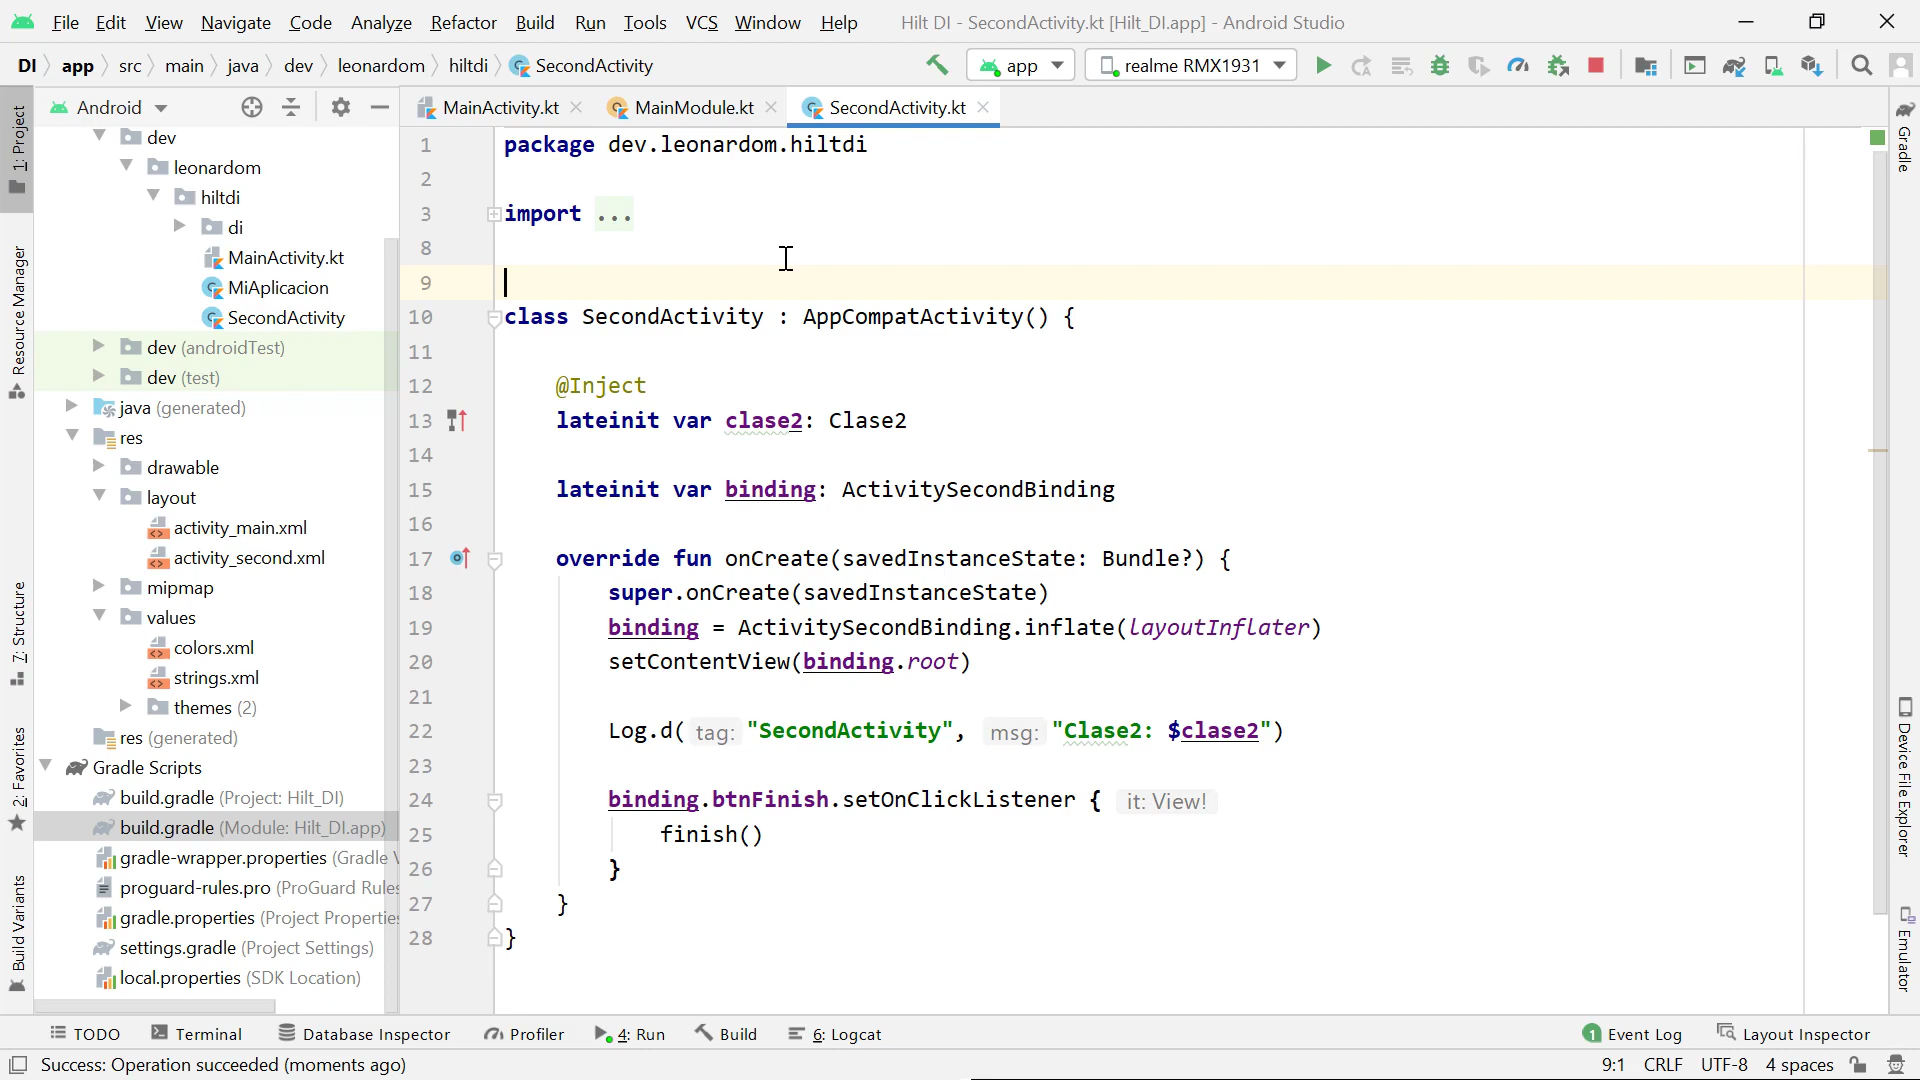 File Edit View Navigate Code Analyze Refactor Build Run Tools VCS Window Help Hilt DI - SecondActivity.kt [Hilt_DI.app] - Android Studio
DI app src main java dev leonardom hiltdi SecondActivity app realme RMX1931
Android MainActivity.kt MainModule.kt SecondActivity.kt
1: Project
Resource Manager
7: Structure
2: Favorites
Build Variants
dev
leonardom
hiltdi
di
MainActivity.kt
MiAplicacion
SecondActivity
dev (androidTest)
dev (test)
java (generated)
res
drawable
layout
activity_main.xml
activity_second.xml
mipmap
values
colors.xml
strings.xml
themes (2)
res (generated)
Gradle Scripts
build.gradle (Project: Hilt_DI)
build.gradle (Module: Hilt_DI.app)
gradle-wrapper.properties (Gradle
proguard-rules.pro (ProGuard Rules
gradle.properties (Project Properties
settings.gradle (Project Settings)
local.properties (SDK Location)
1 package dev.leonardom.hiltdi
2
3 import ...
8
9
10 class SecondActivity : AppCompatActivity() {
11
12 @Inject
13 lateinit var clase2: Clase2
14
15 lateinit var binding: ActivitySecondBinding
16
17 override fun onCreate(savedInstanceState: Bundle?) {
18 super.onCreate(savedInstanceState)
19 binding = ActivitySecondBinding.inflate(layoutInflater)
20 setContentView(binding.root)
21
22 Log.d( tag: "SecondActivity", msg: "Clase2: $clase2")
23
24 binding.btnFinish.setOnClickListener { it: View!
25 finish()
26 }
27 }
28 }
Gradle
Device File Explorer
Emulator
TODO Terminal Database Inspector Profiler 4: Run Build 6: Logcat 1 Event Log Layout Inspector
Success: Operation succeeded (moments ago) 9:1 CRLF UTF-8 4 spaces